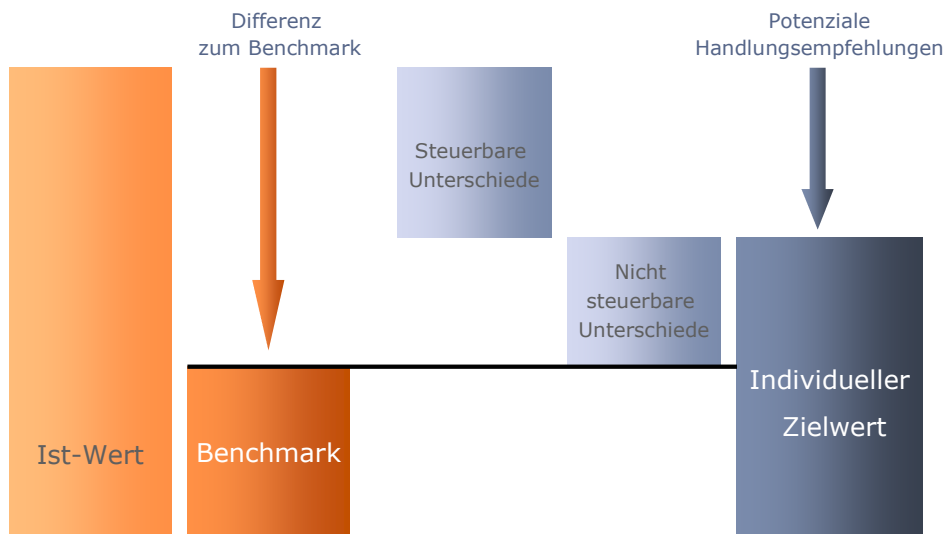 Differenz
zum Benchmark
Potenziale
Handlungsempfehlungen
Steuerbare
Unterschiede
Nicht
steuerbare
Unterschiede
Individueller
Zielwert
Ist-Wert
Benchmark